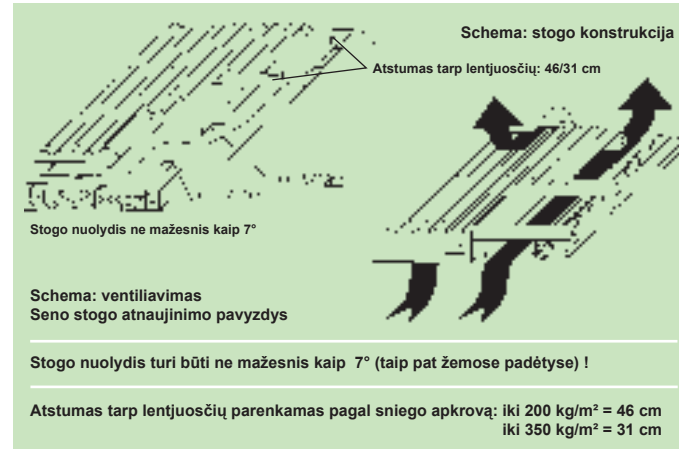 Schema: stogo konstrukcija
Atstumas tarp lentjuosčių: 46/31 cm
Stogo nuolydis ne mažesnis kaip 7°
Schema: ventiliavimas
Seno stogo atnaujinimo pavyzdys
Stogo nuolydis turi būti ne mažesnis kaip 7° (taip pat žemose padėtyse) !
Atstumas tarp lentjuosčių parenkamas pagal sniego apkrovą: iki 200 kg/m² = 46 cm
iki 350 kg/m² = 31 cm